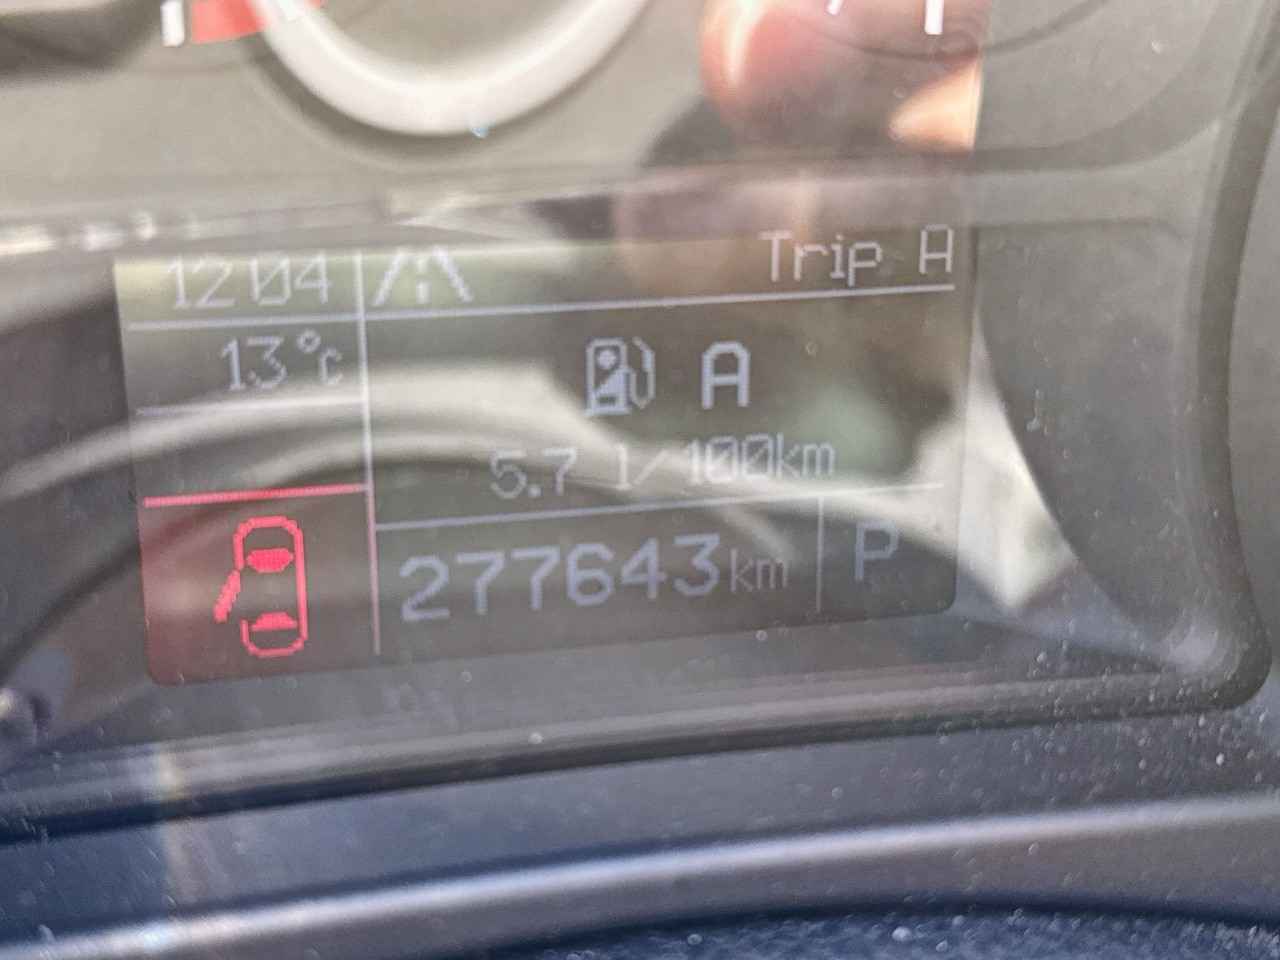 12:04 Trip A
13°C
A
5.7 l/100km
277643km P